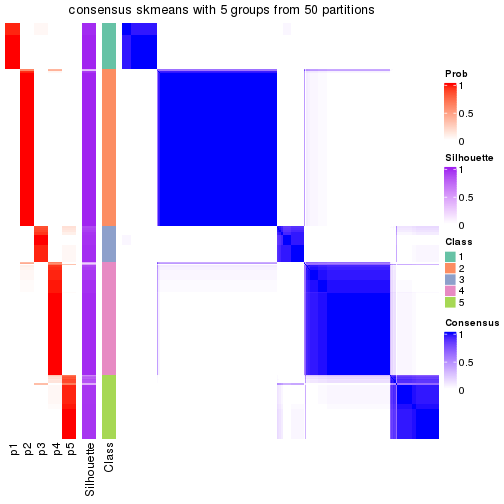 consensus skmeans with 5 groups from 50 partitions
Prob
1
0.5
0
Silhouette
1
0.5
0
Class
1
2
3
4
5
Consensus
1
0.5
0
p1
p2
p3
p4
p5
Silhouette
Class